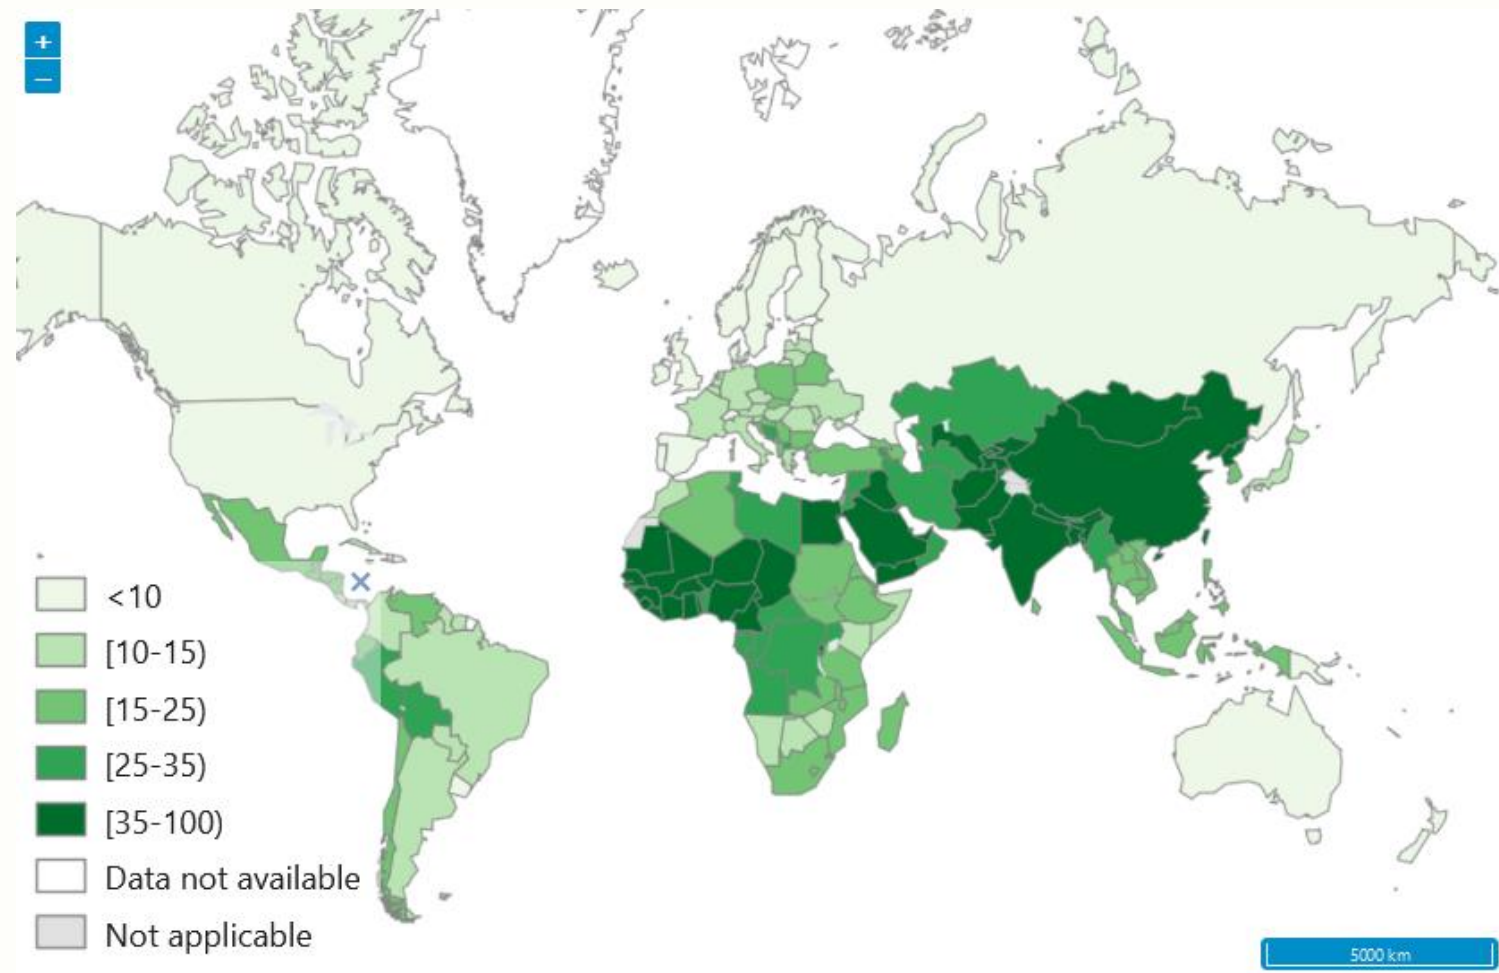 +
–
<10
[10-15)
[15-25)
[25-35)
[35-100)
Data not available
Not applicable
5000 km